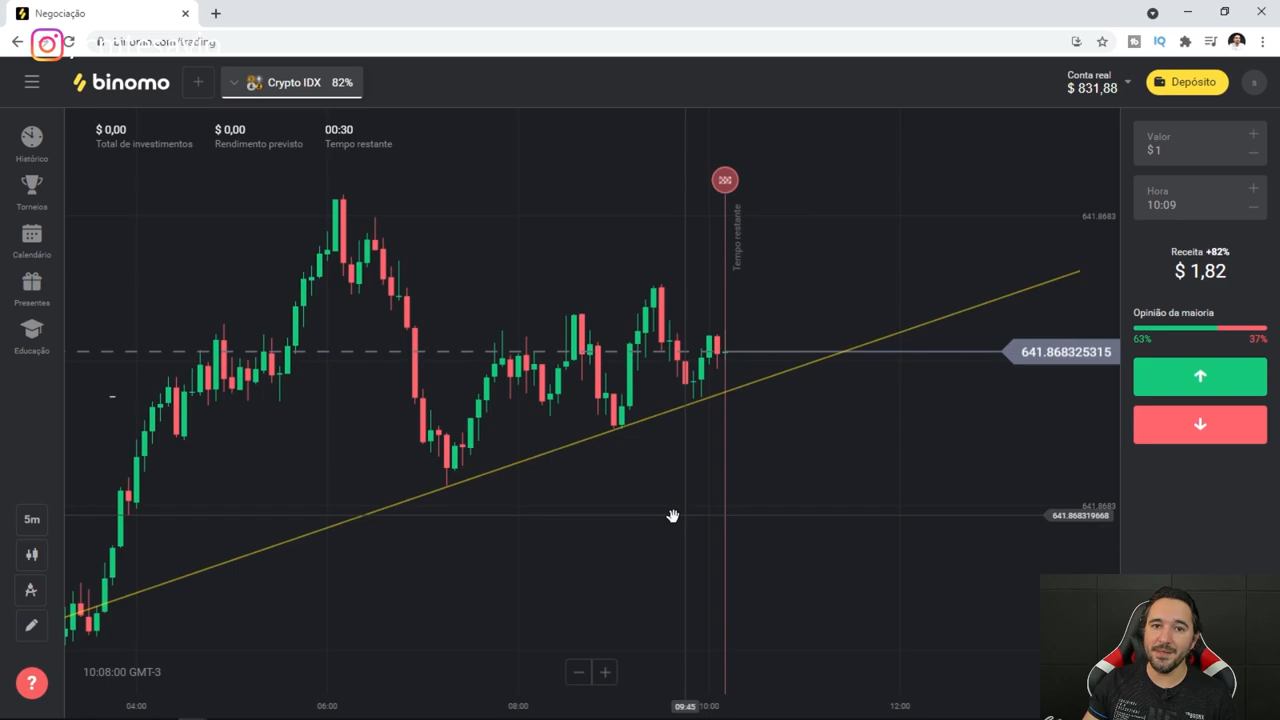 Negociação
binomo.com/trading
binomo
Crypto IDX 82%
Conta real
$ 831,88
Depósito
s
$ 0,00
Total de investimentos
$ 0,00
Rendimento previsto
00:30
Tempo restante
Histórico
Torneios
Calendário
Presentes
Educação
Tempo restante
641.8683
641.868325315
641.8683
641.868319668
Valor
$ 1
Hora
10:09
Receita +82%
$ 1,82
Opinião da maioria
63% 37%
5m
?
10:08:00 GMT-3
04:00 06:00 08:00 09:45 10:00 12:00